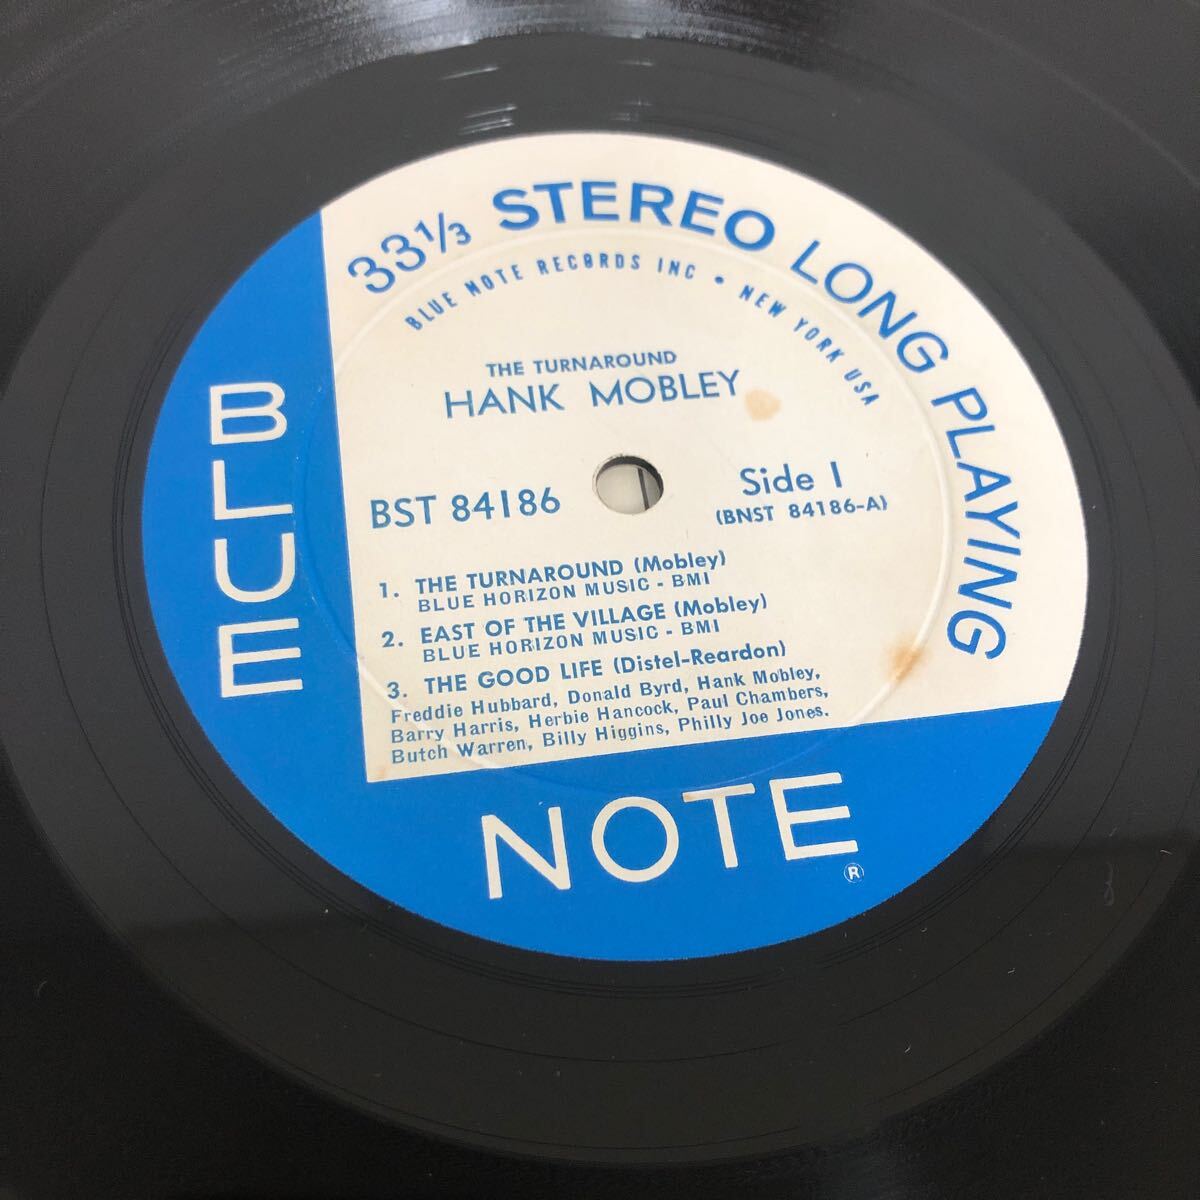 33⅓ STEREO LONG PLAYING
BLUE NOTE RECORDS INC • NEW YORK USA
THE TURNAROUND
HANK MOBLEY
BST 84186
Side 1
(BNST 84186-A)
1. THE TURNAROUND (Mobley)
BLUE HORIZON MUSIC - BMI
2. EAST OF THE VILLAGE (Mobley)
BLUE HORIZON MUSIC - BMI
3. THE GOOD LIFE (Distel-Reardon)
Freddie Hubbard, Donald Byrd, Hank Mobley,
Barry Harris, Herbie Hancock, Paul Chambers,
Butch Warren, Billy Higgins, Philly Joe Jones.
BLUE
NOTE
®